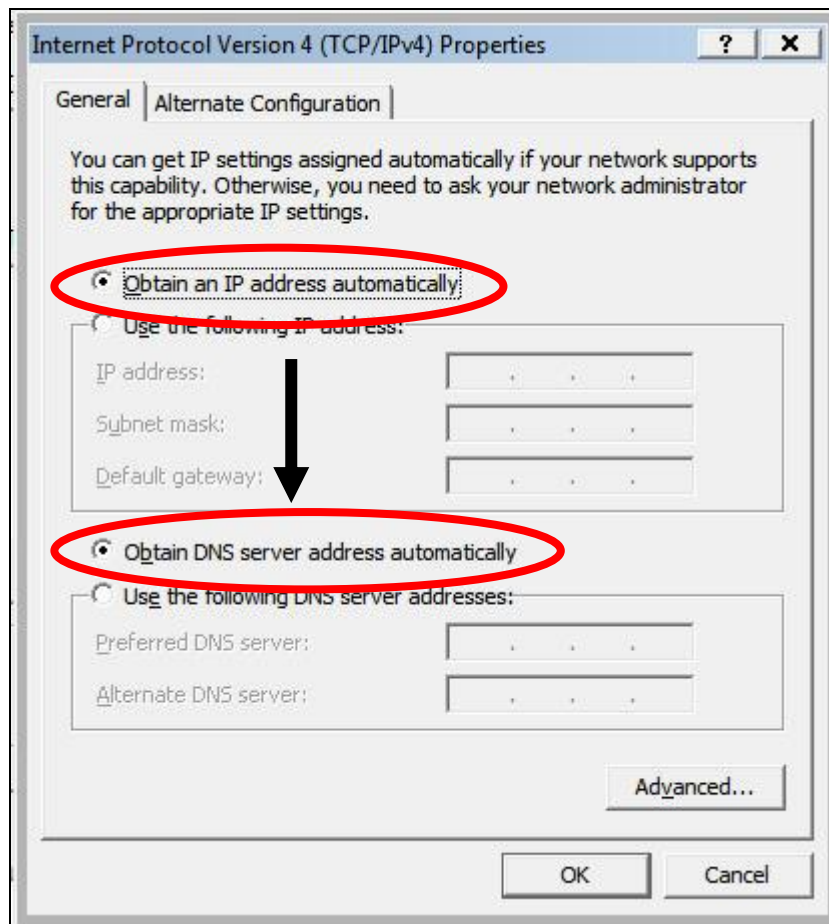 Internet Protocol Version 4 (TCP/IPv4) Properties
General Alternate Configuration
You can get IP settings assigned automatically if your network supports
this capability. Otherwise, you need to ask your network administrator
for the appropriate IP settings.
Obtain an IP address automatically
Use the following IP address:
IP address:
Subnet mask:
Default gateway:
Obtain DNS server address automatically
Use the following DNS server addresses:
Preferred DNS server:
Alternate DNS server:
Advanced...
OK Cancel